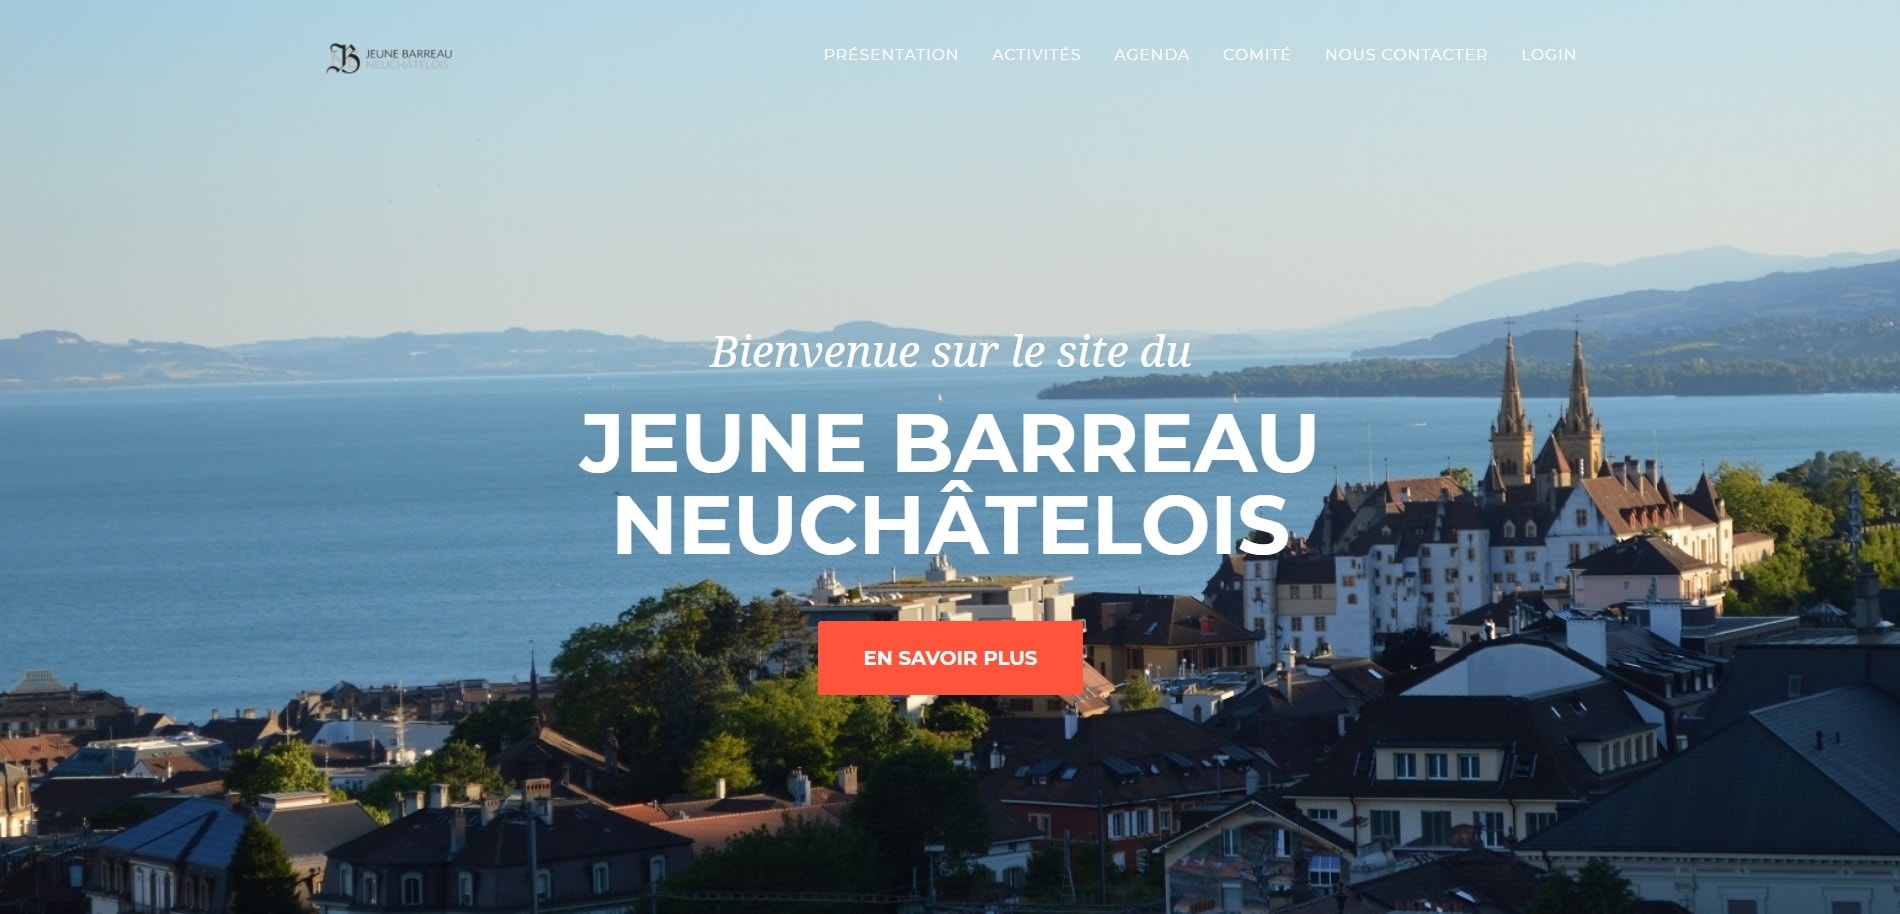 JEUNE BARREAU
NEUCHÂTELOIS
PRÉSENTATION ACTIVITÉS AGENDA COMITÉ NOUS CONTACTER LOGIN
Bienvenue sur le site du
JEUNE BARREAU
NEUCHÂTELOIS
EN SAVOIR PLUS